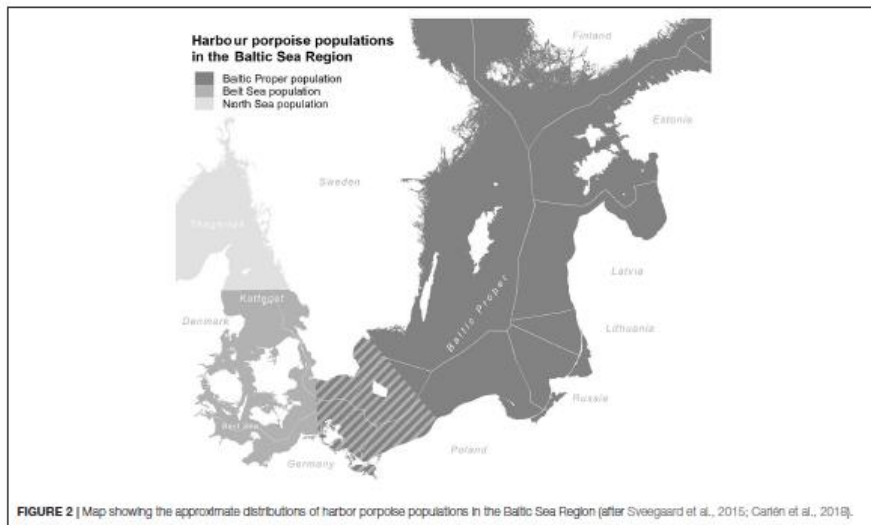 Harbour porpoise populations
in the Baltic Sea Region
Baltic Proper population
Belt Sea population
North Sea population
Finland
Estonia
Sweden
Skagerrak
Latvia
Kattegat
Denmark
Baltic Proper
Lithuania
Russia
Belt Sea
Poland
Germany
FIGURE 2 | Map showing the approximate distributions of harbor porpoise populations in the Baltic Sea Region (after Sveegaard et al., 2015; Carlén et al., 2018).